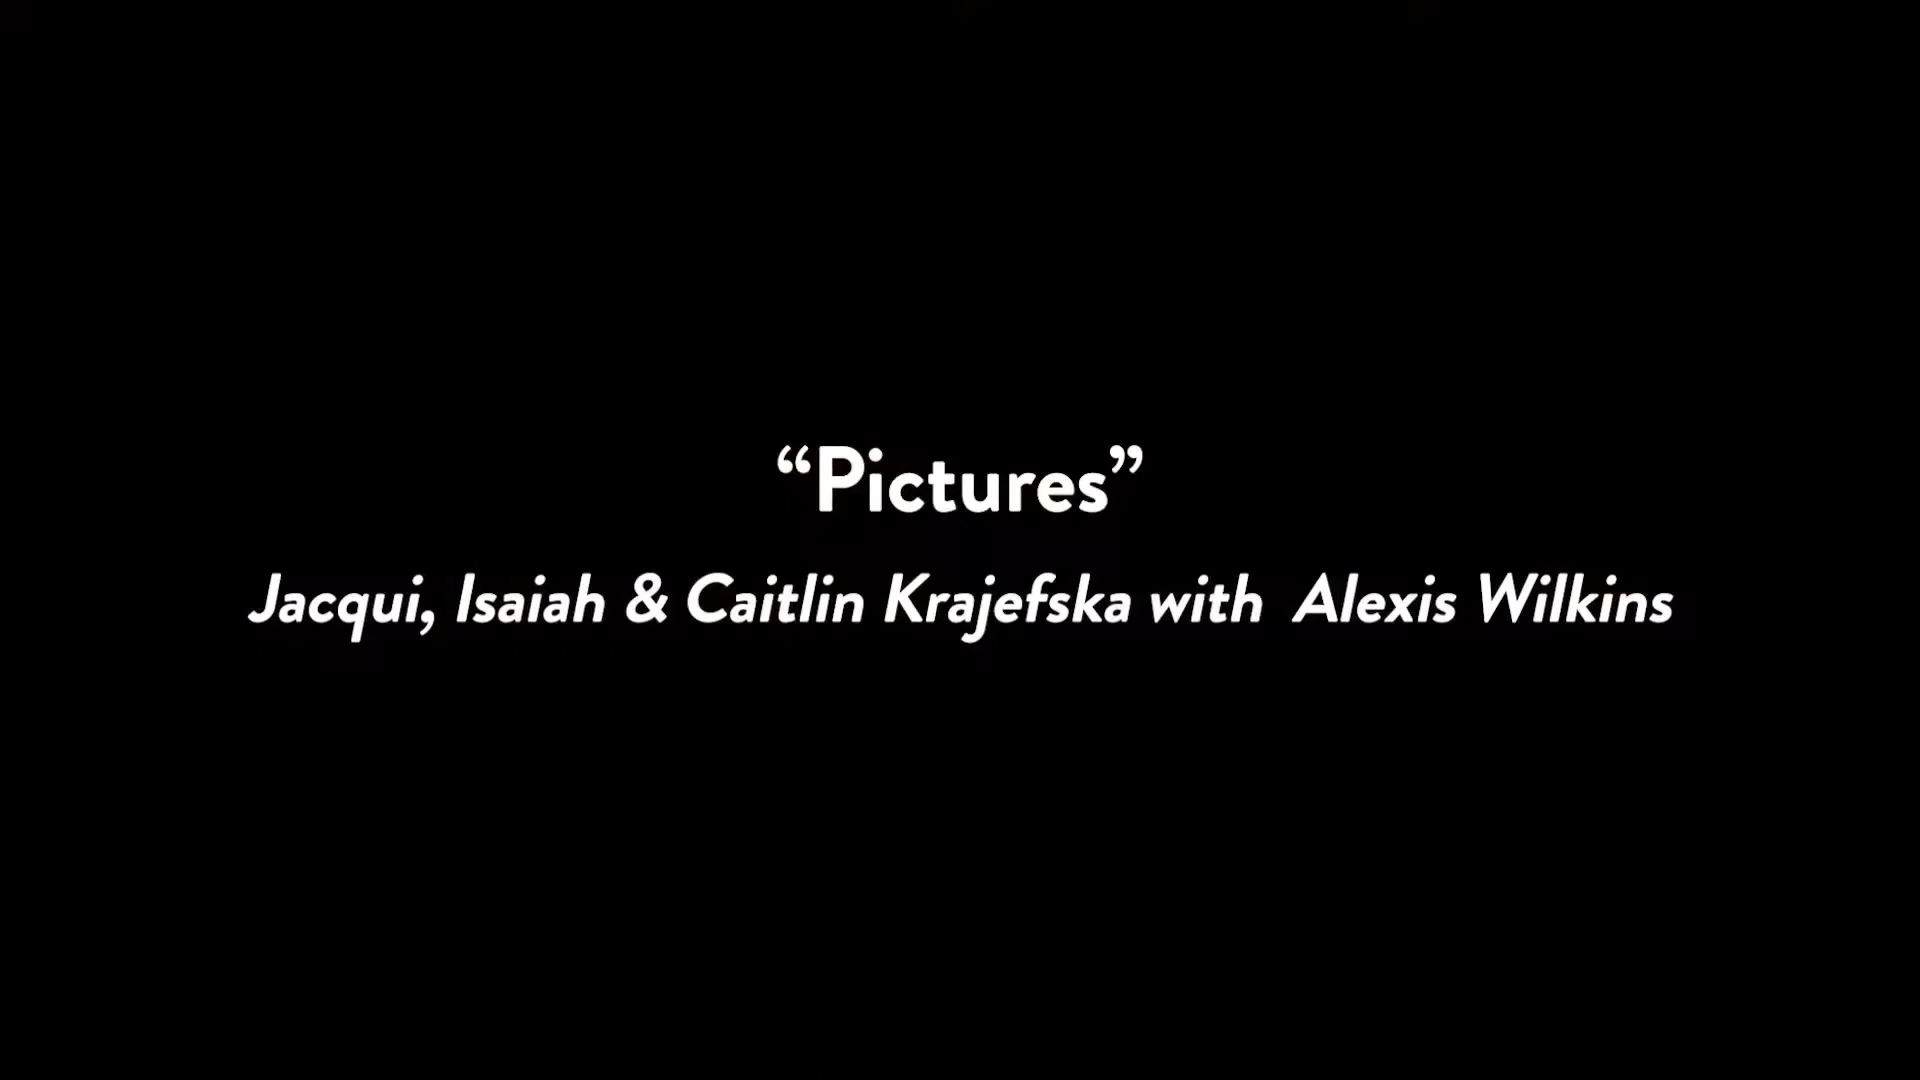 “Pictures”
Jacqui, Isaiah & Caitlin Krajefska with  Alexis Wilkins